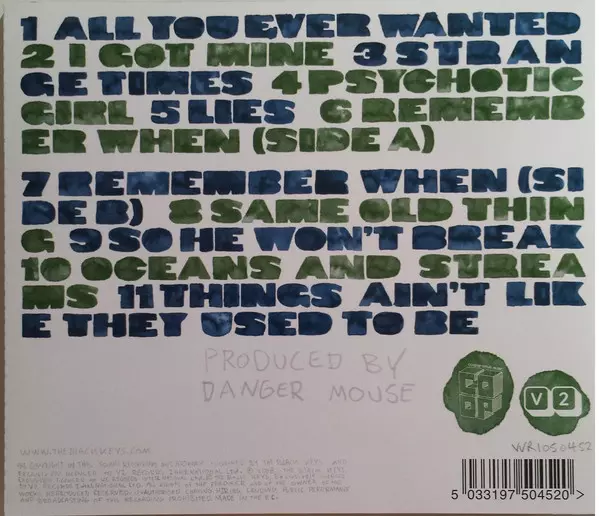 1 ALL YOU EVER WANTED
2 I GOT MINE 3 STRAN
GE TIMES 4 PSYCHOTIC
GIRL 5 LIES 6 REMEMB
ER WHEN (SIDE A)
7 REMEMBER WHEN (SI
DE B) 8 SAME OLD THIN
G 9 SO HE WON'T BREAK
10 OCEANS AND STREA
MS 11 THINGS AIN'T LIK
E THEY USED TO BE
PRODUCED BY
DANGER MOUSE
V2
WWW.THEBLACKKEYS.COM
WR1050452
5 033197 504520 >